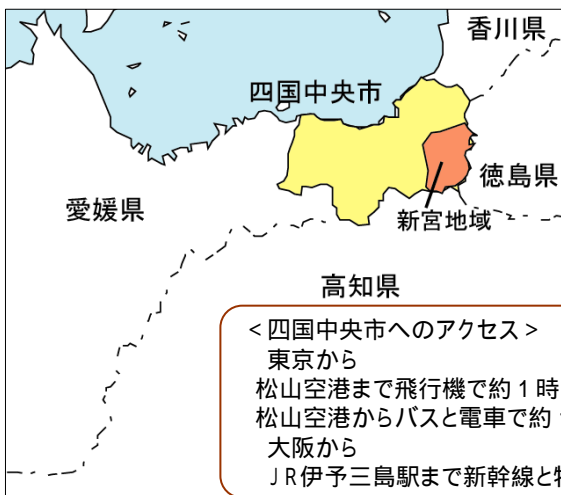 香川県
四国中央市
徳島県
愛媛県
新宮地域
高知県
<四国中央市へのアクセス>
東京から
松山空港まで飛行機で約1時
松山空港からバスと電車で約
大阪から
JR伊予三島駅まで新幹線と